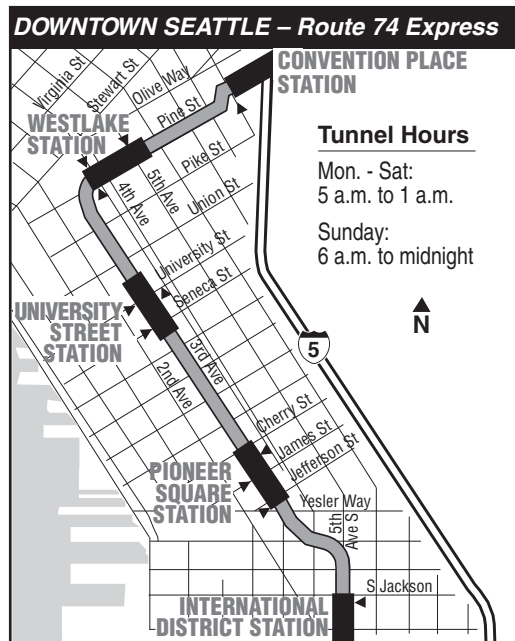 DOWNTOWN SEATTLE – Route 74 Express
CONVENTION PLACE
STATION
Virginia St
Stewart St
Olive Way
Pine St
WESTLAKE
STATION
Pike St
Tunnel Hours
Mon. - Sat:
5 a.m. to 1 a.m.
Sunday:
6 a.m. to midnight
4th Ave
5th Ave
Union St
University St
Seneca St
UNIVERSITY
STREET
STATION
N
5
3rd Ave
2nd Ave
Cherry St
James St
Jefferson St
PIONEER
SQUARE
STATION
Yesler Way
5th
Ave S
S Jackson
INTERNATIONAL
DISTRICT STATION